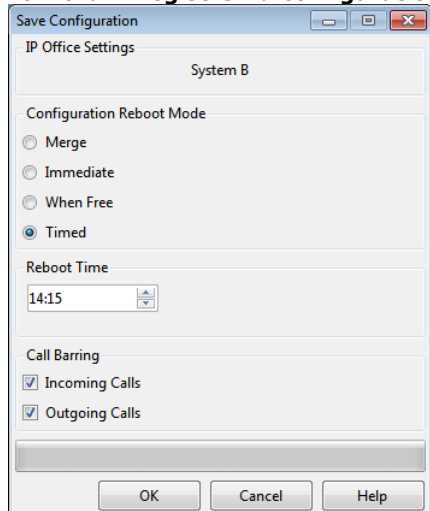 Save Configuration
IP Office Settings
System B
Configuration Reboot Mode
Merge
Immediate
When Free
Timed
Reboot Time
14:15
Call Barring
Incoming Calls
Outgoing Calls
OK Cancel Help